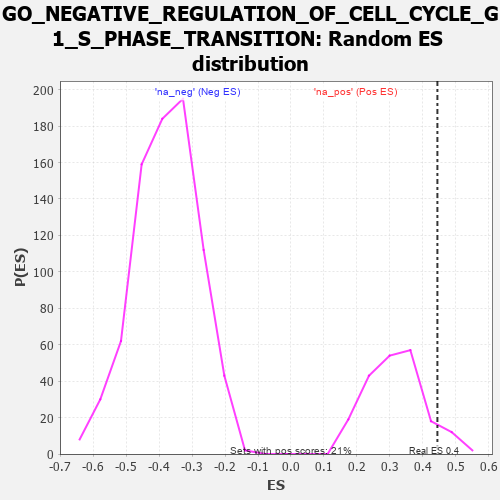 GO_NEGATIVE_REGULATION_OF_CELL_CYCLE_G
1_S_PHASE_TRANSITION: Random ES
distribution
'na_neg' (Neg ES)
'na_pos' (Pos ES)
200
180
160
140
120
100
80
60
40
20
0
P(ES)
Sets with pos scores: 21%
Real ES 0.4
-0.7 -0.6 -0.5 -0.4 -0.3 -0.2 -0.1 0.0 0.1 0.2 0.3 0.4 0.5 0.6
ES